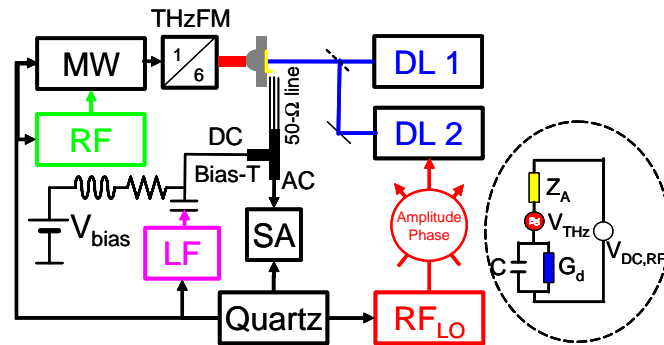 THzFM
MW
1
6
DL 1
RF
50-Ω line
DL 2
DC
Bias-T
AC
Z_A
V_THz
V_bias
LF
SA
Amplitude
Phase
C
G_d
V_DC,RF
Quartz
RF_LO